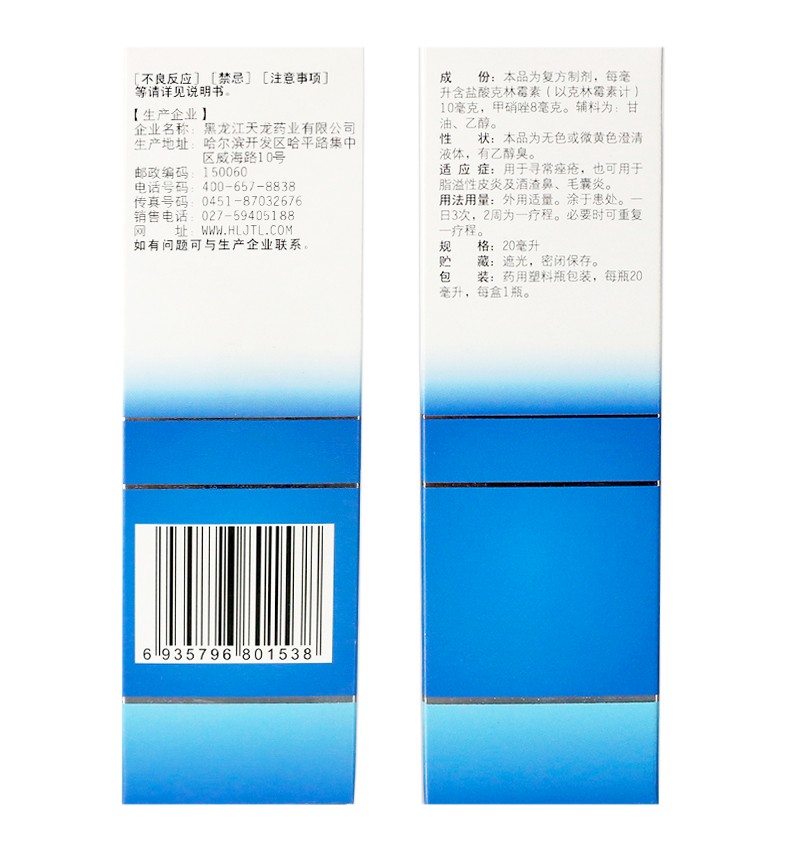 [不良反应] [禁忌] [注意事项]
等请详见说明书。
【生产企业】
企业名称：黑龙江天龙药业有限公司
生产地址：哈尔滨开发区哈平路集中
区威海路10号
邮政编码：150060
电话号码：400-657-8838
传真号码：0451-87032676
销售电话：027-59405188
网　　址：WWW.HLJTL.COM
如有问题可与生产企业联系。
6 935796 801538
成　　份：本品为复方制剂，每毫
升含盐酸克林霉素（以克林霉素计）
10毫克，甲硝唑8毫克。辅料为：甘
油、乙醇。
性　　状：本品为无色或微黄色澄清
液体，有乙醇臭。
适 应 症：用于寻常痤疮，也可用于
脂溢性皮炎及酒渣鼻、毛囊炎。
用法用量：外用适量。涂于患处。一
日3次，2周为一疗程。必要时可重复
一疗程。
规　　格：20毫升
贮　　藏：遮光，密闭保存。
包　　装：药用塑料瓶包装，每瓶20
毫升，每盒1瓶。